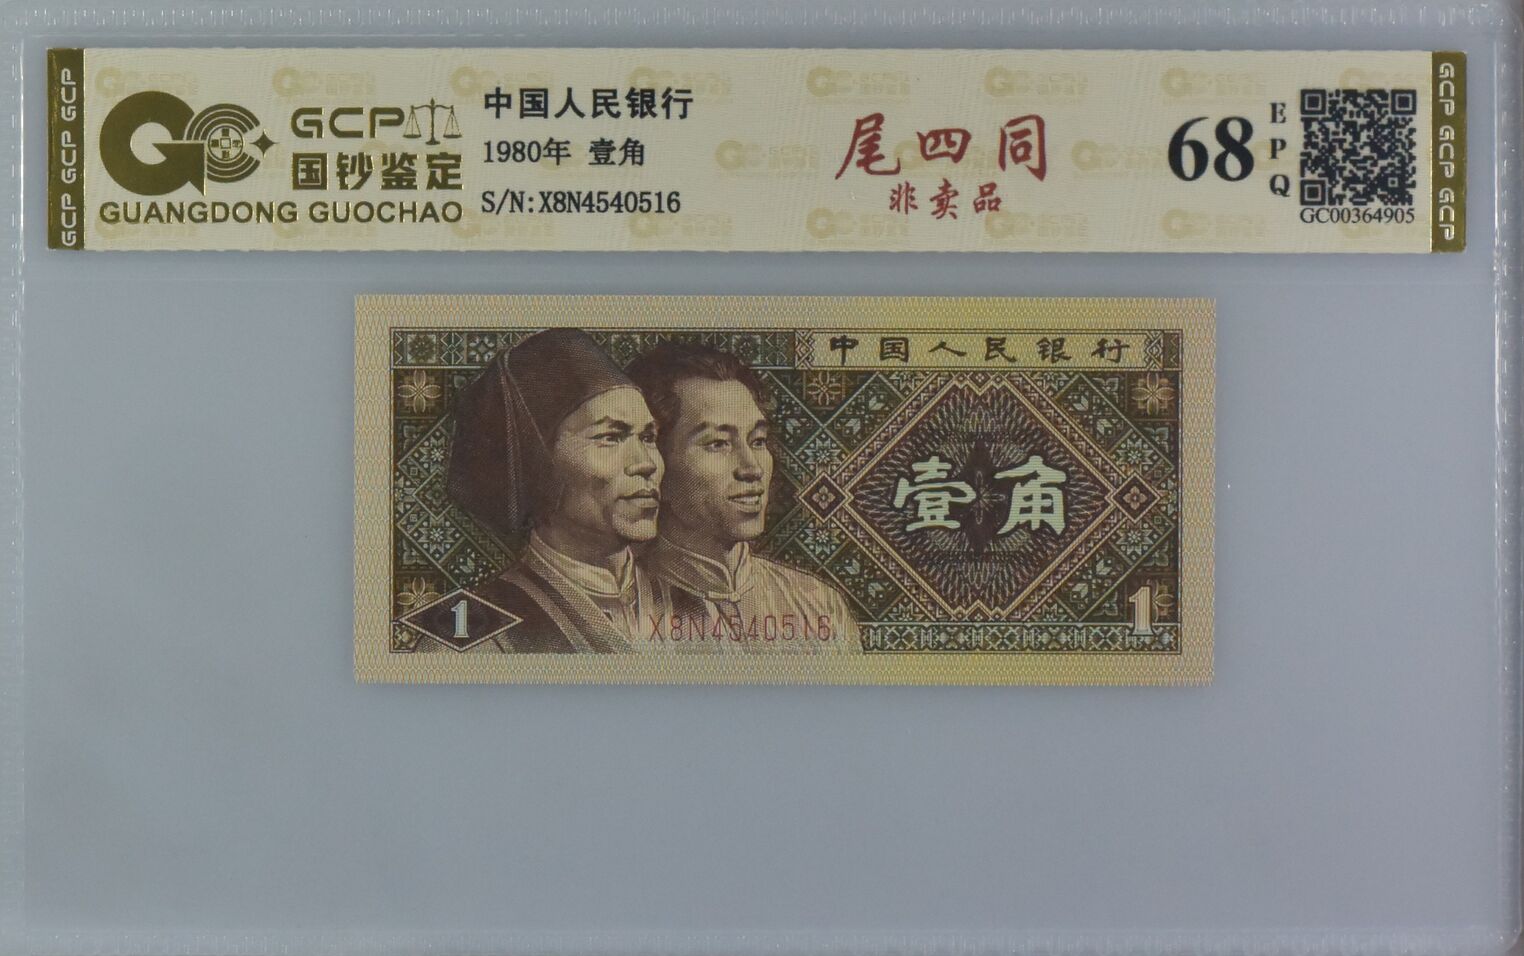 GCP GCP GCP
GCP
国钞鉴定
GUANGDONG GUOCHAO
中国人民银行
1980年 壹角
S/N:X8N4540516
尾四同
非卖品
68
EPQ
GC00364905
GCP GCP GCP
中国人民银行
壹角
1
X8N4540516
1